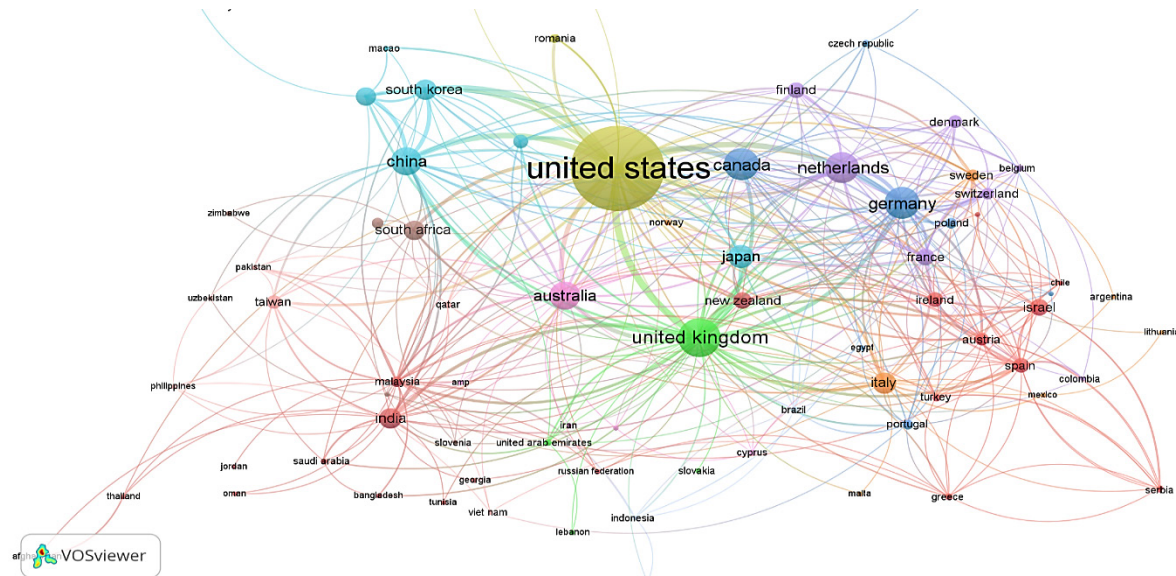 romania
czech republic
macao
south korea
finland
denmark
china
united states
canada
netherlands
belgium
sweden
switzerland
germany
zimbabwe
south africa
norway
poland
japan
france
pakistan
chile
uzbekistan
taiwan
qatar
australia
new zealand
ireland
israel
argentina
united kingdom
egypt
austria
lithuania
spain
philippines
malaysia
amp
italy
colombia
turkey
mexico
india
brazil
iran
portugal
slovenia
united arab emirates
cyprus
jordan
saudi arabia
georgia
russian federation
slovakia
thailand
oman
bangladesh
tunisia
viet nam
indonesia
malta
greece
serbia
lebanon
VOSviewer